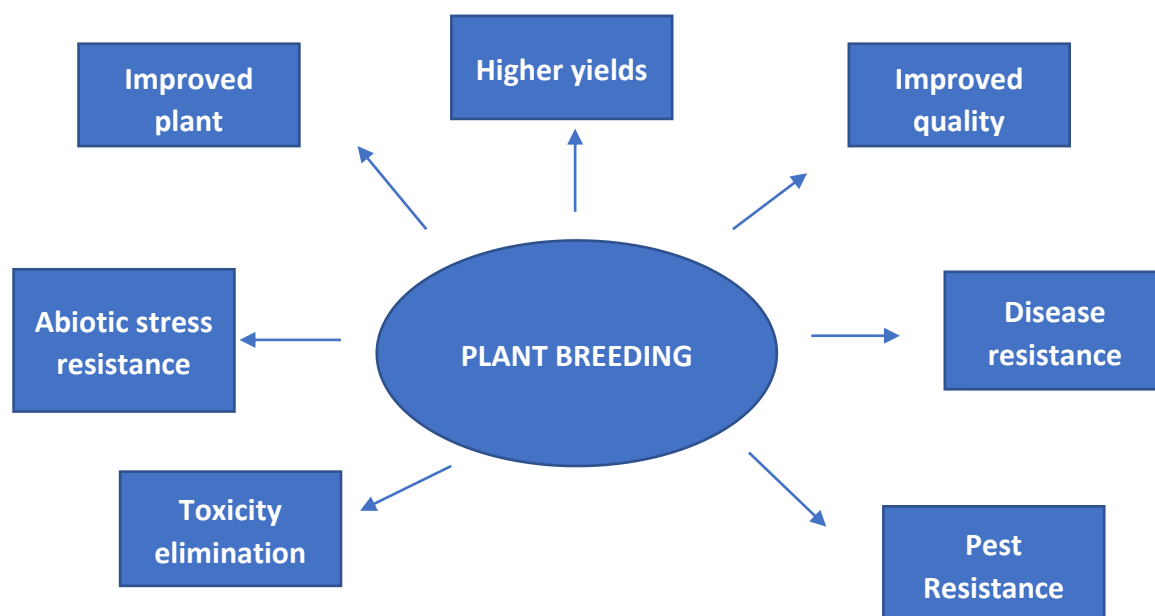 Improved
plant
Higher yields
Improved
quality
Abiotic stress
resistance
PLANT BREEDING
Disease
resistance
Toxicity
elimination
Pest
Resistance